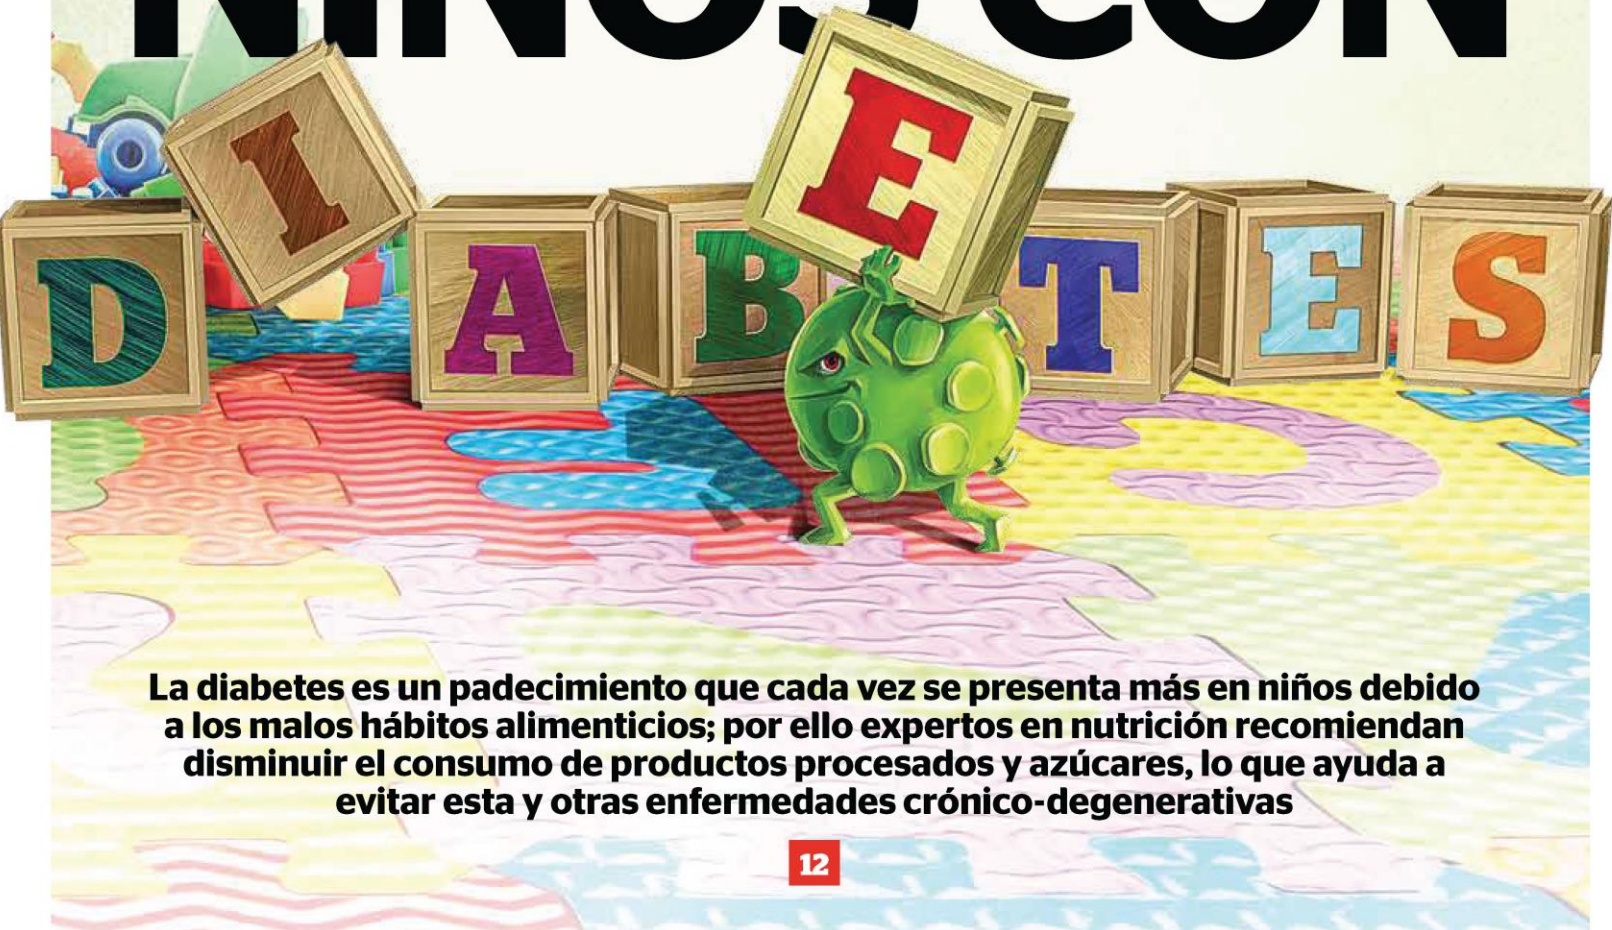 NIÑOS CON
DIABETES
La diabetes es un padecimiento que cada vez se presenta más en niños debido
a los malos hábitos alimenticios; por ello expertos en nutrición recomiendan
disminuir el consumo de productos procesados y azúcares, lo que ayuda a
evitar esta y otras enfermedades crónico-degenerativas
12